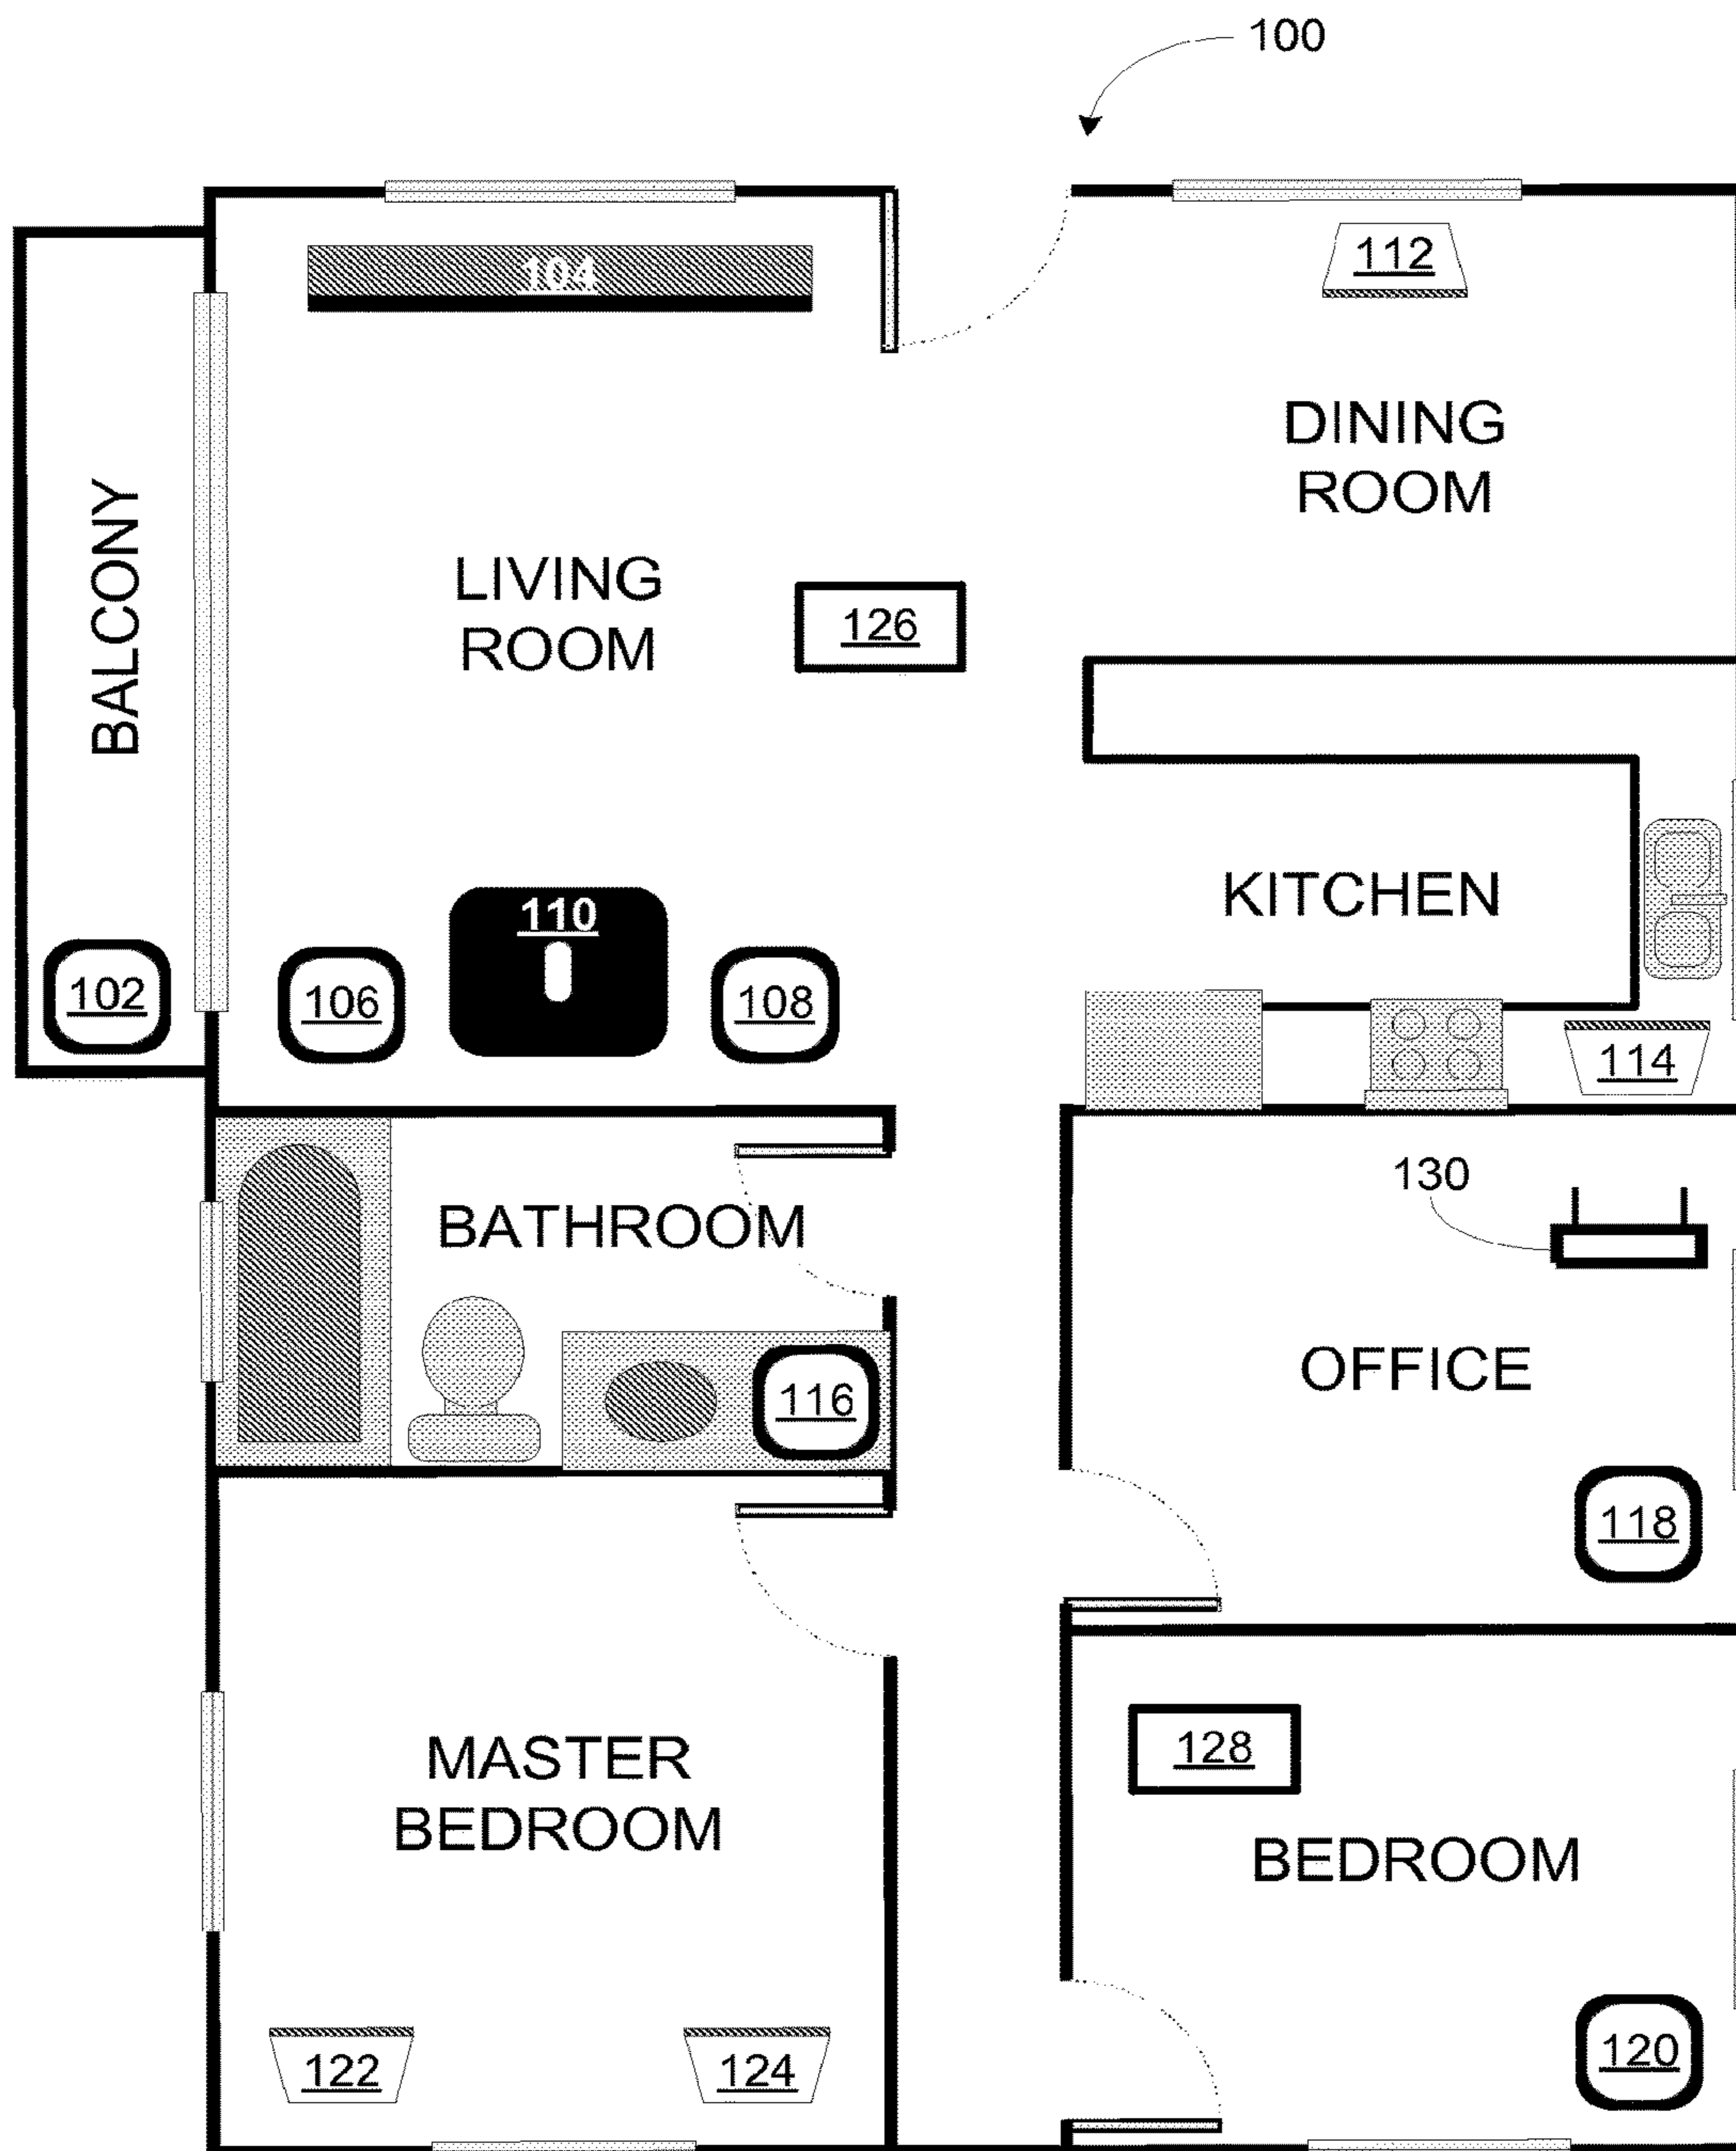 100
104
112
DINING
ROOM
BALCONY
LIVING
ROOM
126
KITCHEN
110
102
106
108
114
130
BATHROOM
OFFICE
116
118
MASTER
BEDROOM
128
BEDROOM
122
124
120